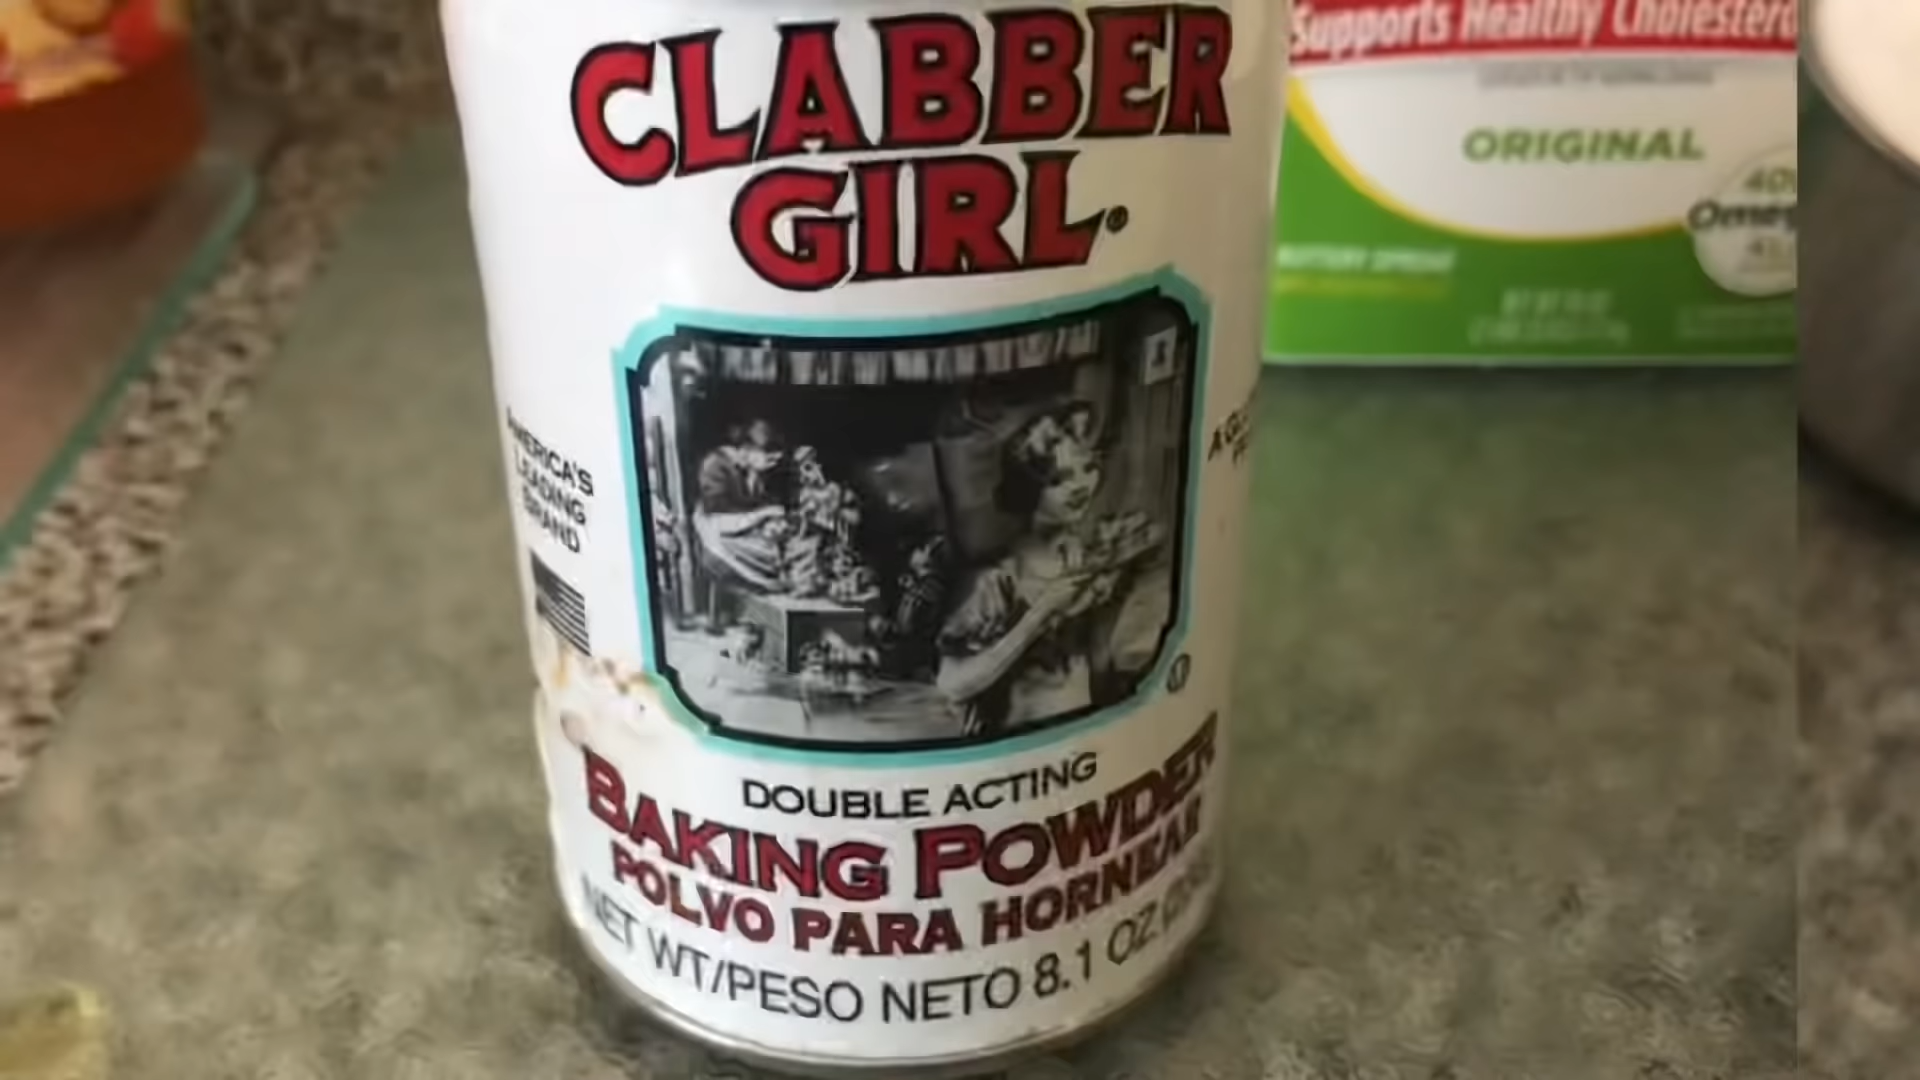 CLABBER
GIRL®
AMERICA'S
LEADING
BRAND
DOUBLE ACTING
BAKING POWDER
POLVO PARA HORNEAR
NET WT/PESO NETO 8.1 OZ
Supports Healthy
ORIGINAL